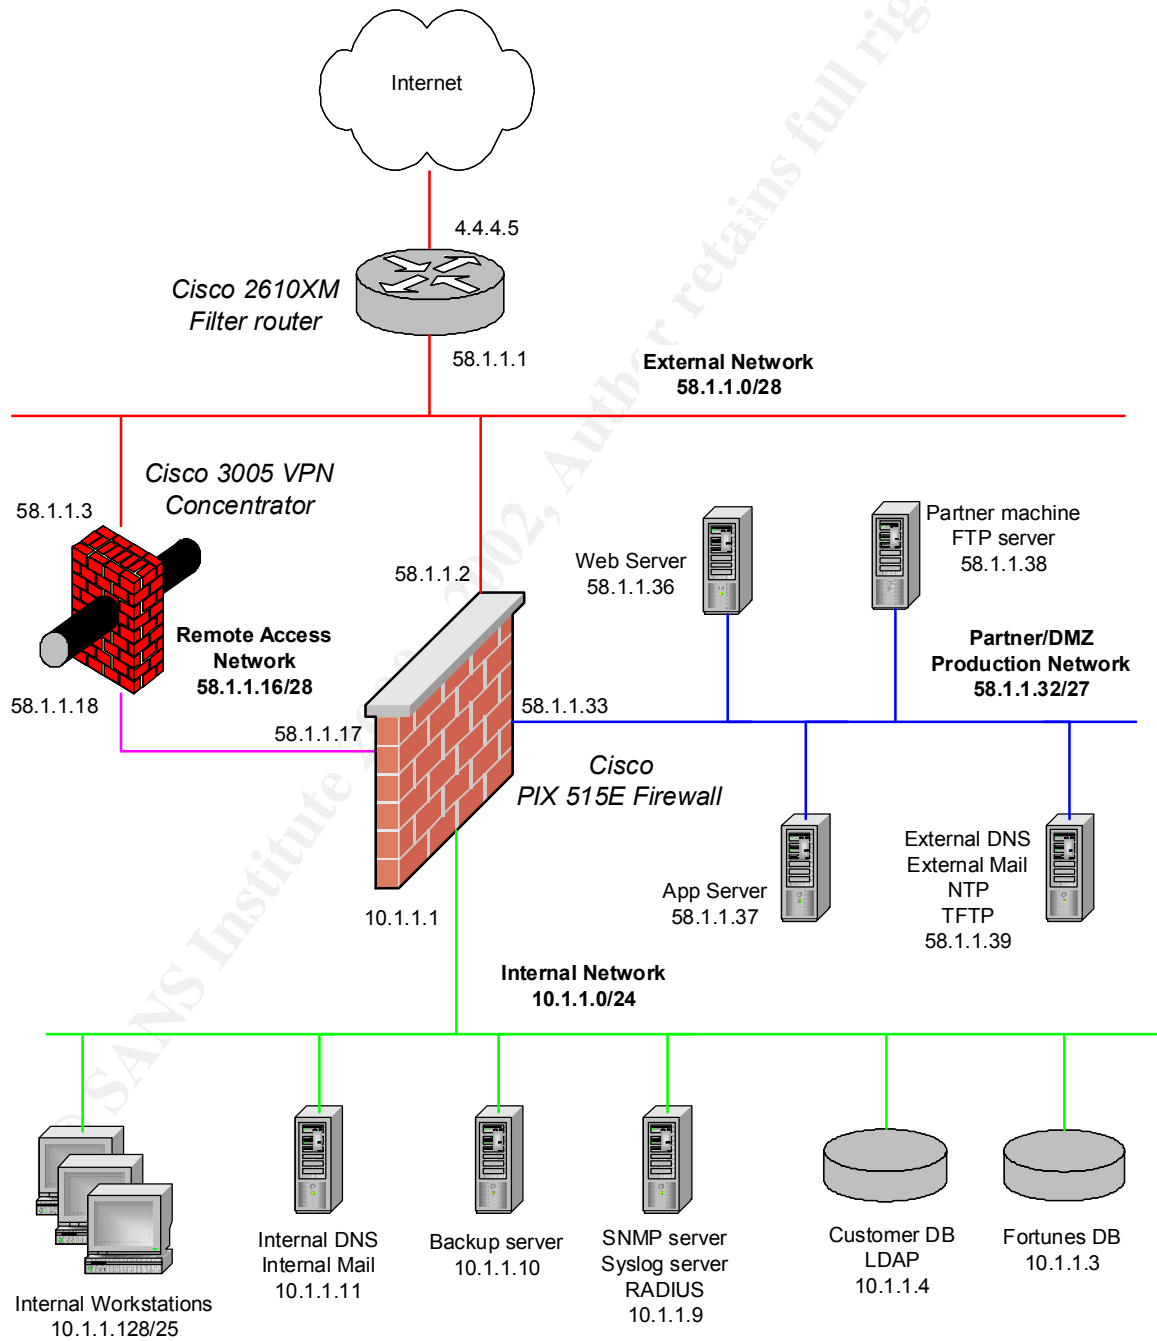 Internet
4.4.4.5
Cisco 2610XM
Filter router
58.1.1.1
External Network
58.1.1.0/28
Cisco 3005 VPN
Concentrator
58.1.1.3
58.1.1.2
Web Server
58.1.1.36
Partner machine
FTP server
58.1.1.38
Remote Access
Network
58.1.1.16/28
Partner/DMZ
Production Network
58.1.1.32/27
58.1.1.18
58.1.1.17
58.1.1.33
Cisco
PIX 515E Firewall
App Server
58.1.1.37
External DNS
External Mail
NTP
TFTP
58.1.1.39
10.1.1.1
Internal Network
10.1.1.0/24
Internal Workstations
10.1.1.128/25
Internal DNS
Internal Mail
10.1.1.11
Backup server
10.1.1.10
SNMP server
Syslog server
RADIUS
10.1.1.9
Customer DB
LDAP
10.1.1.4
Fortunes DB
10.1.1.3
SANS Institute 2002, Author retains full